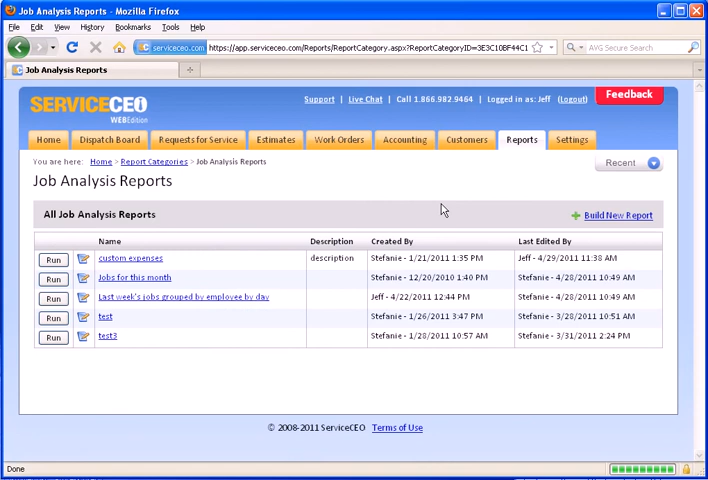 Job Analysis Reports - Mozilla Firefox
File Edit View History Bookmarks Tools Help
serviceceo.com https://app.serviceceo.com/Reports/ReportCategory.aspx?ReportCategoryID=3E3C10BF44C1 AVG Secure Search
Job Analysis Reports
SERVICECEO
WEBEdition
Support | Live Chat | Call 1.866.982.9464 | Logged in as: Jeff (Logout)
Feedback
Home Dispatch Board Requests for Service Estimates Work Orders Accounting Customers Reports Settings
You are here: Home > Report Categories > Job Analysis Reports
Recent
Job Analysis Reports
All Job Analysis Reports
Build New Report
Name Description Created By Last Edited By
Run custom expenses description Stefanie - 1/21/2011 1:35 PM Jeff - 4/29/2011 11:38 AM
Run Jobs for this month Stefanie - 12/20/2010 1:40 PM Stefanie - 4/28/2011 10:49 AM
Run Last week's jobs grouped by employee by day Jeff - 4/22/2011 12:44 PM Stefanie - 4/28/2011 10:49 AM
Run test Stefanie - 1/26/2011 3:47 PM Stefanie - 3/28/2011 10:51 AM
Run test3 Stefanie - 1/28/2011 10:57 AM Stefanie - 3/31/2011 2:24 PM
© 2008-2011 ServiceCEO Terms of Use
Done